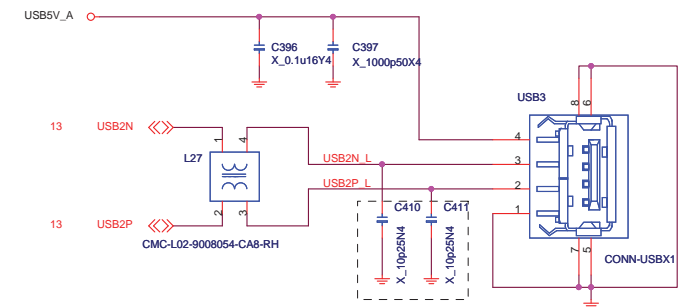 USB5V_A
C396
X_0.1u16Y4
C397
X_1000p50X4
USB3
8
6
13
USB2N
1
4
4
L27
USB2N_L
3
USB2P_L
2
C410
C411
1
13
USB2P
2
3
CMC-L02-9008054-CA8-RH
X_10p25N4
X_10p25N4
7
5
CONN-USBX1